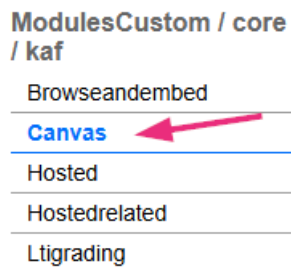 ModulesCustom / core
/ kaf
Browseandembed
Canvas
Hosted
Hostedrelated
Ltigrading